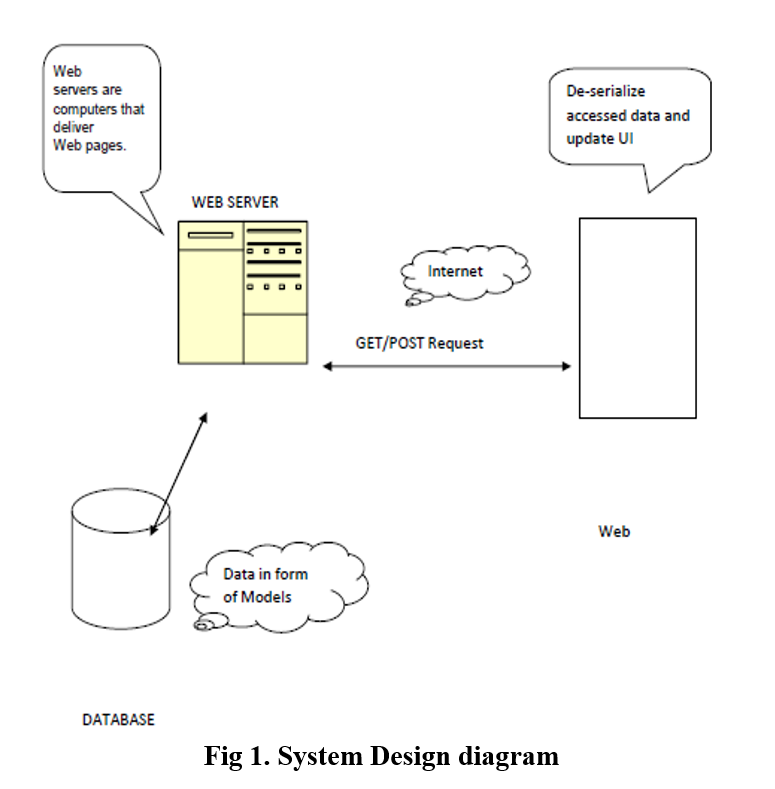 Web
servers are
computers that
deliver
Web pages.
De-serialize
accessed data and
update UI
WEB SERVER
Internet
GET/POST Request
Web
Data in form
of Models
DATABASE
Fig 1. System Design diagram